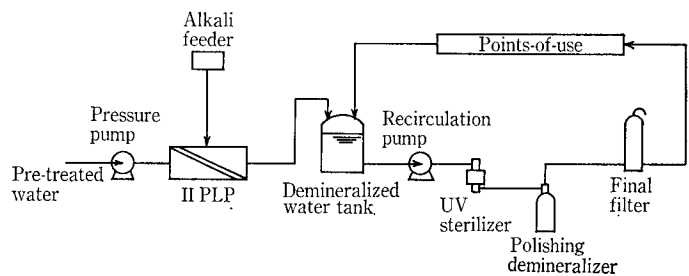 Alkali
feeder
Points-of-use
Pressure
pump
Recirculation
pump
Pre-treated
water
II PLP
Demineralized
water tank.
UV
sterilizer
Final
filter
Polishing
demineralizer